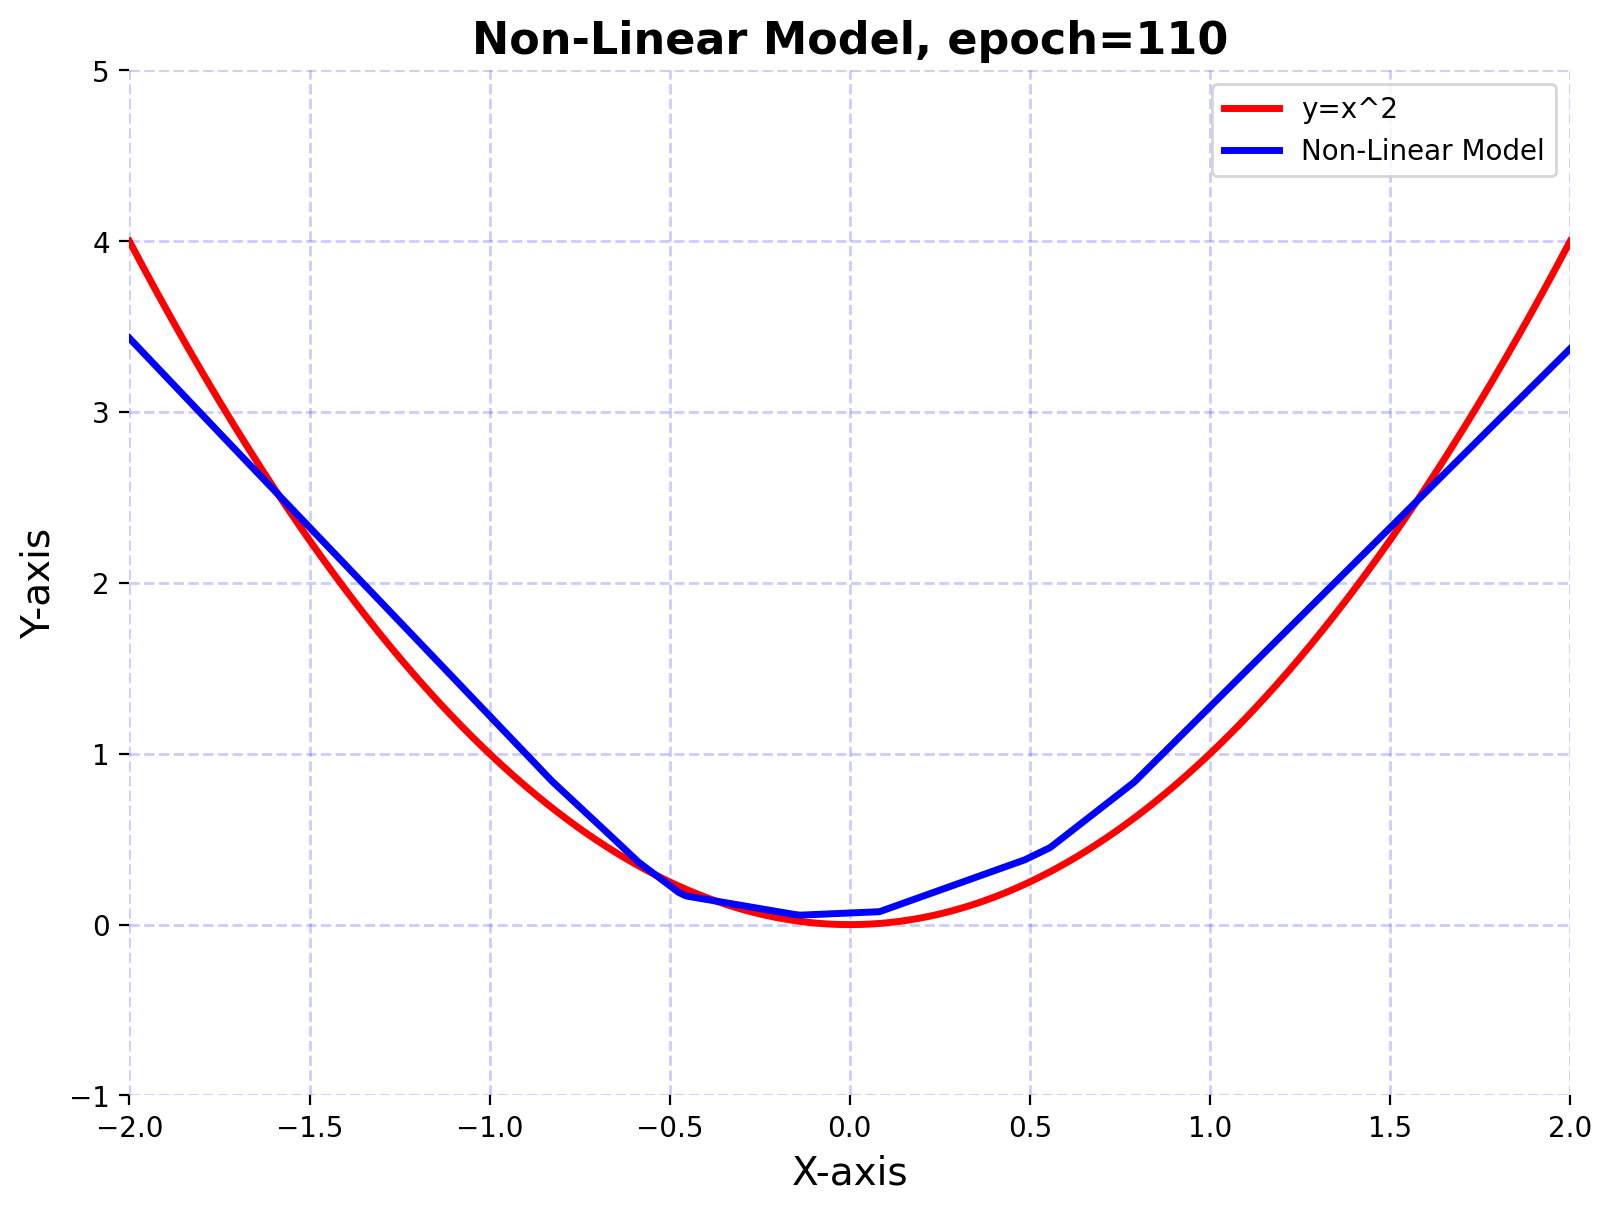 Non-Linear Model, epoch=110
y=x^2
Non-Linear Model
Y-axis
5
4
3
2
1
0
−1
−2.0 −1.5 −1.0 −0.5 0.0 0.5 1.0 1.5 2.0
X-axis